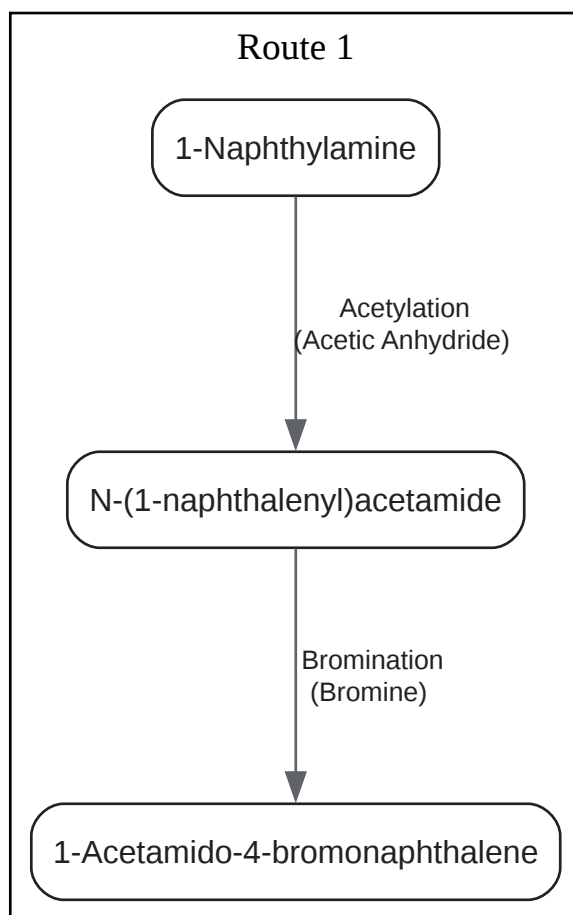 Route 1
1-Naphthylamine
Acetylation
(Acetic Anhydride)
N-(1-naphthalenyl)acetamide
Bromination
(Bromine)
1-Acetamido-4-bromonaphthalene